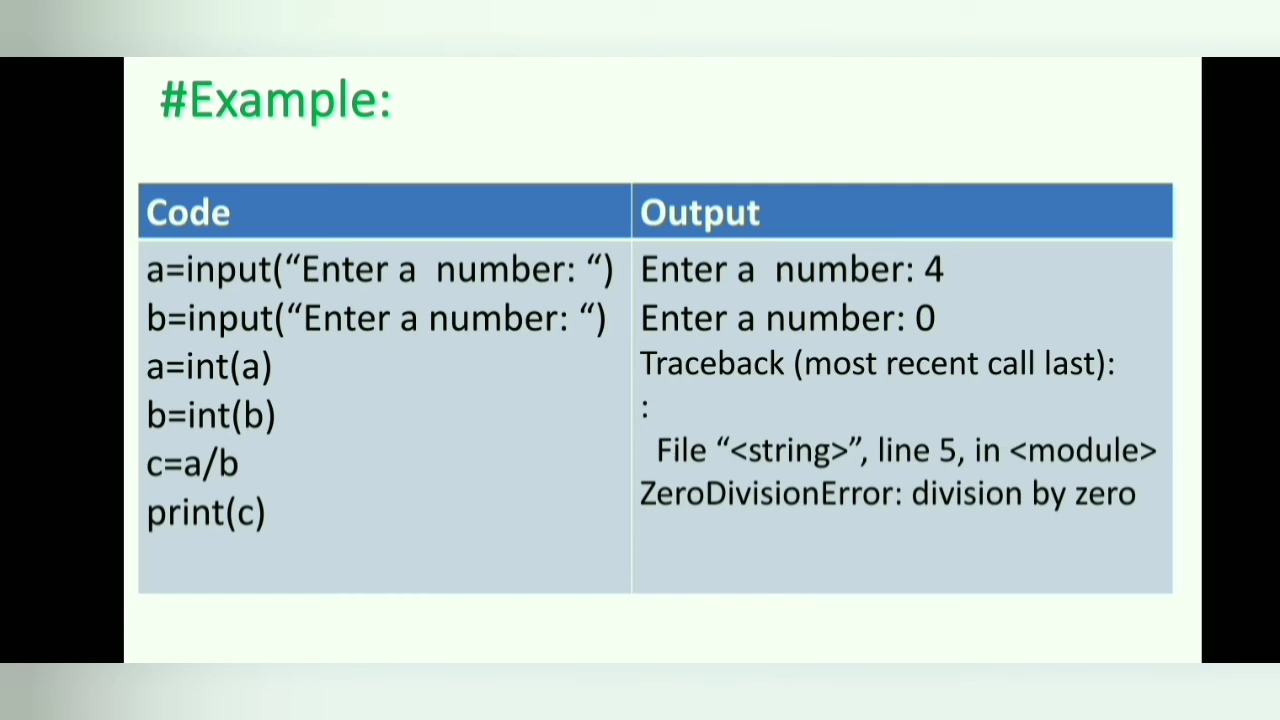 #Example:
Code
Output
a=input(“Enter a  number: “)
b=input(“Enter a number: “)
a=int(a)
b=int(b)
c=a/b
print(c)
Enter a  number: 4
Enter a number: 0
Traceback (most recent call last):
:
File “<string>”, line 5, in <module>
ZeroDivisionError: division by zero